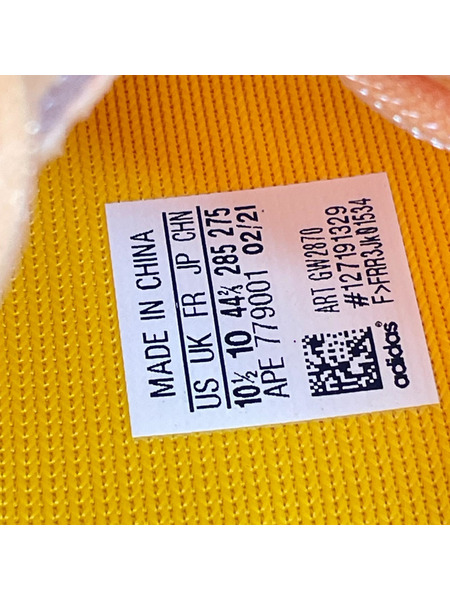 MADE IN CHINA
US UK FR JP CHN
10½ 10 44⅔ 285 275
APE 779001 02/21
ART GW2870
#127191329
F>FRR3JK01534
adidas®